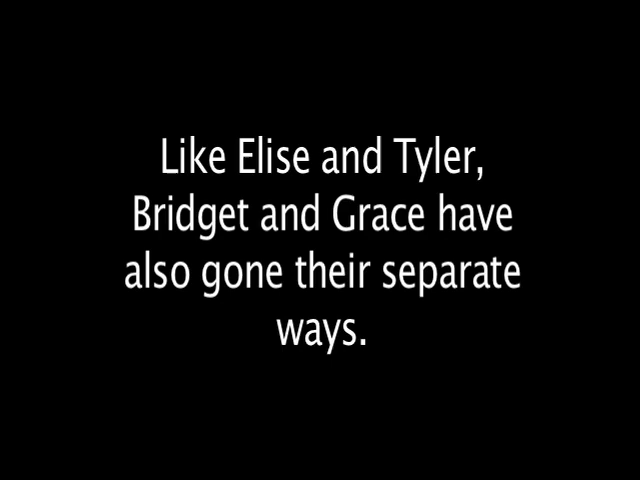 Like Elise and Tyler,
Bridget and Grace have
also gone their separate
ways.